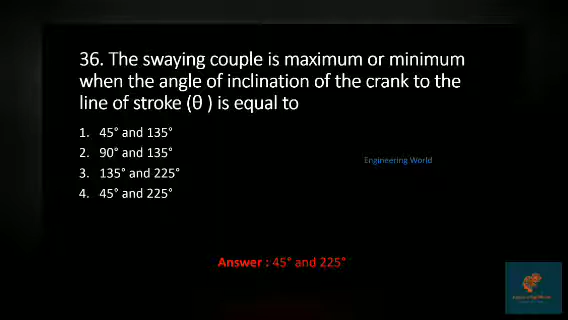 36. The swaying couple is maximum or minimum
when the angle of inclination of the crank to the
line of stroke (θ ) is equal to
1. 45° and 135°
2. 90° and 135°
3. 135° and 225°
4. 45° and 225°
Engineering World
Answer : 45° and 225°